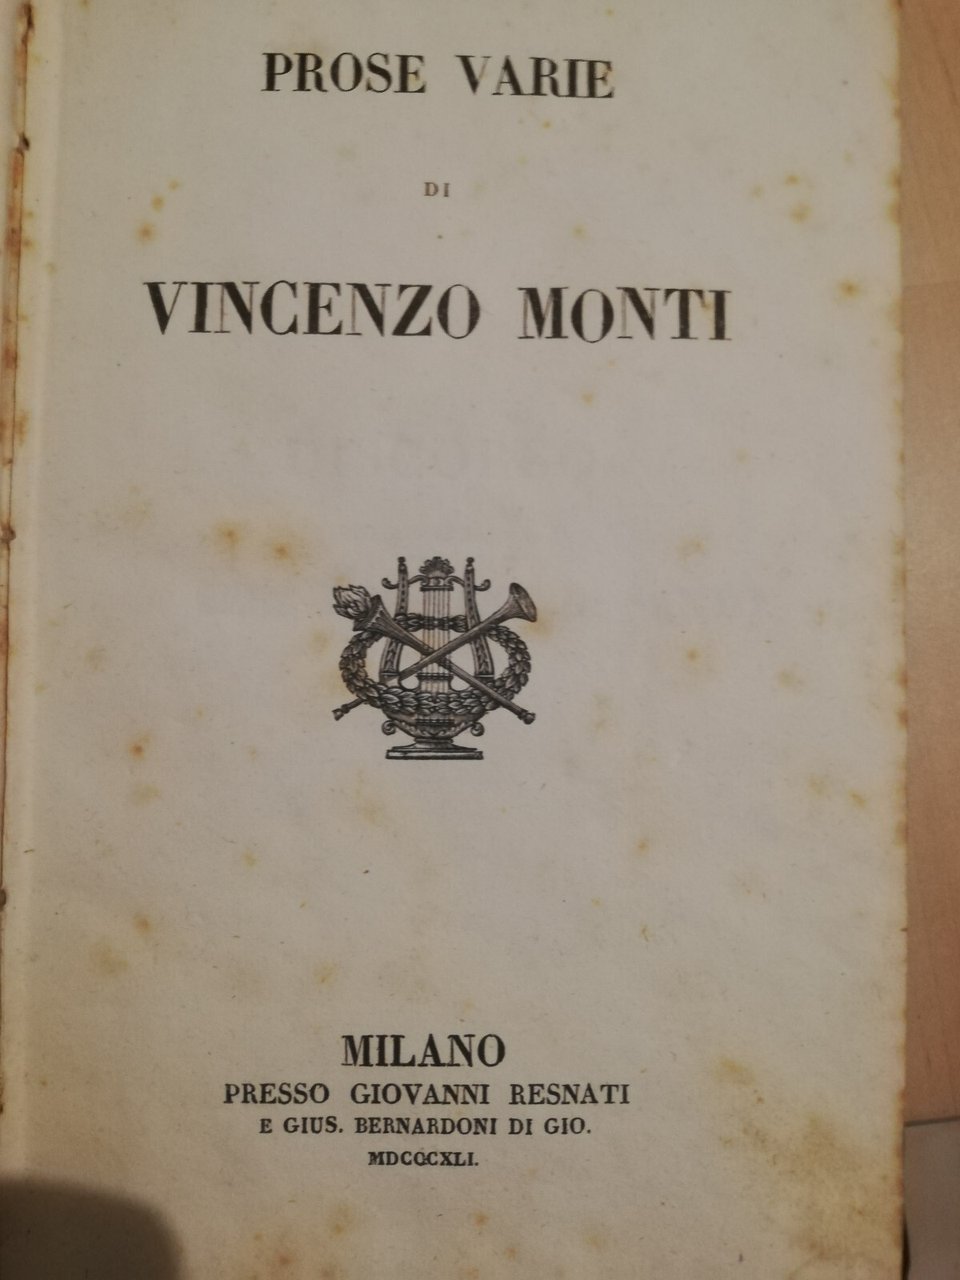 PROSE VARIE
DI
VINCENZO MONTI
MILANO
PRESSO GIOVANNI RESNATI
E GIUS. BERNARDONI DI GIO.
MDCCCXLI.